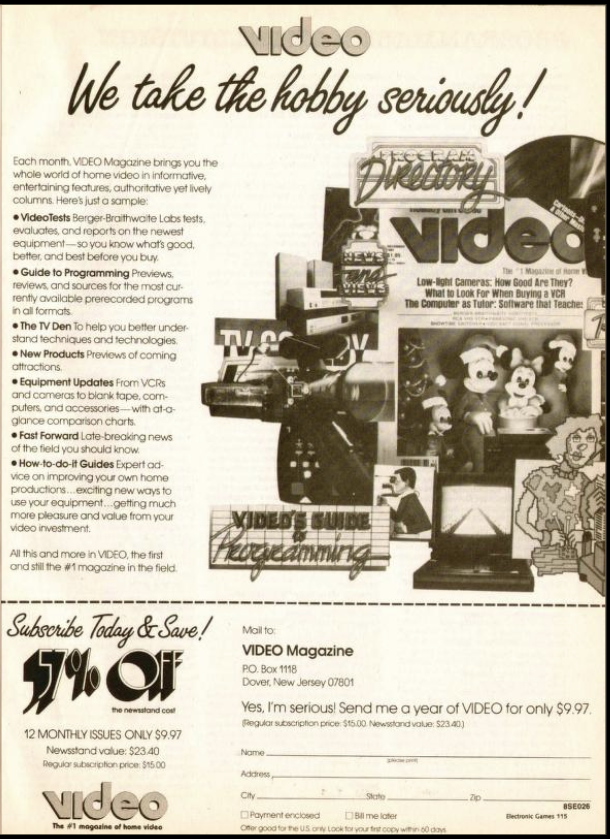 video
We take the hobby seriously!
Each month, VIDEO Magazine brings you the
whole world of home video in informative,
entertaining features, authoritative yet lively
columns. Here's just a sample:
• VideoTests Berger-Braithwaite Labs tests,
evaluates, and reports on the newest
equipment—so you know what's good,
better, and best before you buy.
• Guide to Programming Previews,
reviews, and sources for the most cur-
rently available prerecorded programs
in all formats.
• The TV Den To help you better under-
stand techniques and technologies.
• New Products Previews of coming
attractions.
• Equipment Updates From VCRs
and cameras to blank tape, com-
puters, and accessories—with at-a-
glance comparison charts.
• Fast Forward Late-breaking news
of the field you should know.
• How-to-do-it Guides Expert ad-
vice on improving your own home
productions...exciting new ways to
use your equipment...getting much
more pleasure and value from your
video investment.
All this and more in VIDEO, the first
and still the #1 magazine in the field.
PROGRAM
Directory
NEWS
and
VIEWS
video
The #1 Magazine of Home
Low-light Cameras: How Good Are They?
What to Look For When Buying a VCR
The Computer as Tutor: Software that Teaches
VIDEO'S GUIDE
to
Programming
Subscribe Today & Save!
57% Off
the newsstand cost
12 MONTHLY ISSUES ONLY $9.97
Newsstand value: $23.40
Regular subscription price: $15.00
video
The #1 magazine of home video
Mail to:
VIDEO Magazine
P.O. Box 1118
Dover, New Jersey 07801
Yes, I'm serious! Send me a year of VIDEO for only $9.97.
(Regular subscription price: $15.00. Newsstand value: $23.40.)
Name
(please print)
Address
City State Zip
8SE026
☐ Payment enclosed ☐ Bill me later
Electronic Games 115
Offer good for the U.S. only. Look for your first copy within 60 days